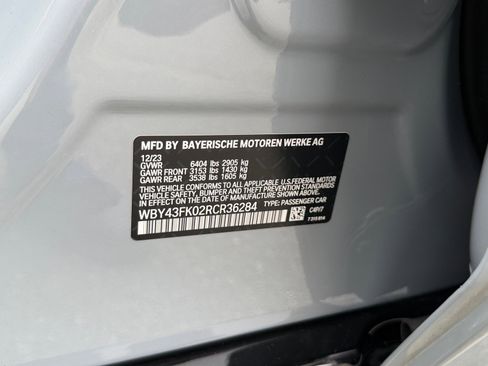 MFD BY BAYERISCHE MOTOREN WERKE AG
12/23
GVWR 6404 lbs 2905 kg
GAWR FRONT 3153 lbs 1430 kg
GAWR REAR 3538 lbs 1605 kg
THIS VEHICLE CONFORMS TO ALL APPLICABLE U.S.FEDERAL MOTOR
VEHICLE SAFETY, BUMPER, AND THEFT PREVENTION STANDARDS
IN EFFECT ON THE DATE OF MANUFACTURE SHOWN ABOVE.
WBY43FK02RCR36284 TYPE: PASSENGER CAR
C4P/7